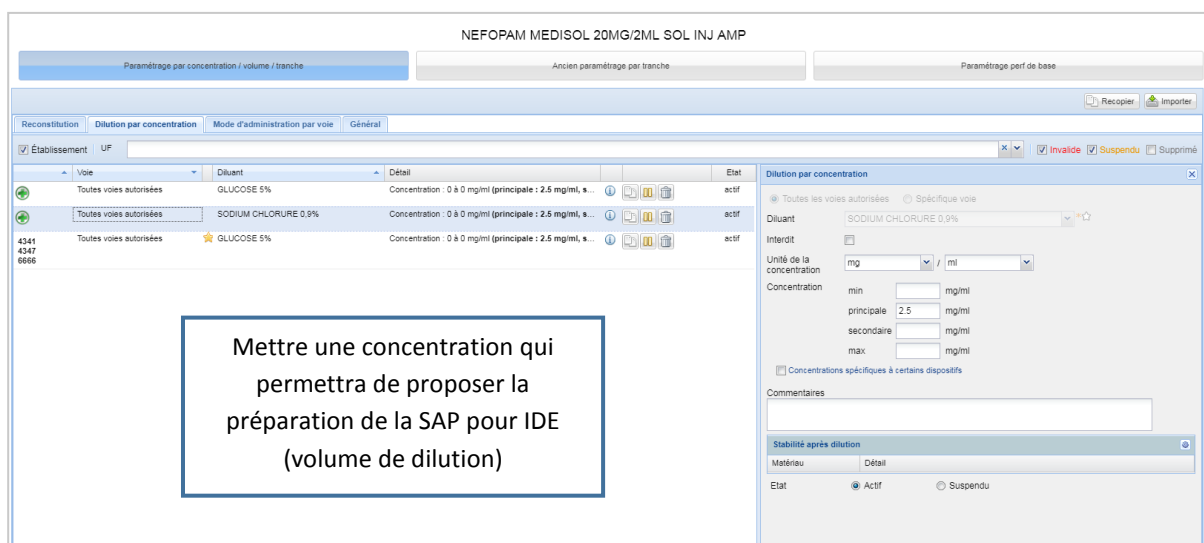 NEFOPAM MEDISOL 20MG/2ML SOL INJ AMP
Paramétrage par concentration / volume / tranche
Ancien paramétrage par tranche
Paramétrage perf de base
Recopier
Importer
Reconstitution
Dilution par concentration
Mode d'administration par voie
Général
Établissement
UF
Invalide
Suspendu
Supprimé
Voie
Diluant
Détail
Etat
Toutes voies autorisées
GLUCOSE 5%
Concentration : 0 à 0 mg/ml (principale : 2.5 mg/ml, s...
actif
Toutes voies autorisées
SODIUM CHLORURE 0,9%
Concentration : 0 à 0 mg/ml (principale : 2.5 mg/ml, s...
actif
4341
4347
6666
Toutes voies autorisées
GLUCOSE 5%
Concentration : 0 à 0 mg/ml (principale : 2.5 mg/ml, s...
actif
Mettre une concentration qui
permettra de proposer la
préparation de la SAP pour IDE
(volume de dilution)
Dilution par concentration
Toutes les voies autorisées
Spécifique voie
Diluant
SODIUM CHLORURE 0,9%
Interdit
Unité de la
concentration
mg
/
ml
Concentration
min
mg/ml
principale
2.5
mg/ml
secondaire
mg/ml
max
mg/ml
Concentrations spécifiques à certains dispositifs
Commentaires
Stabilité après dilution
Matériau
Détail
Etat
Actif
Suspendu